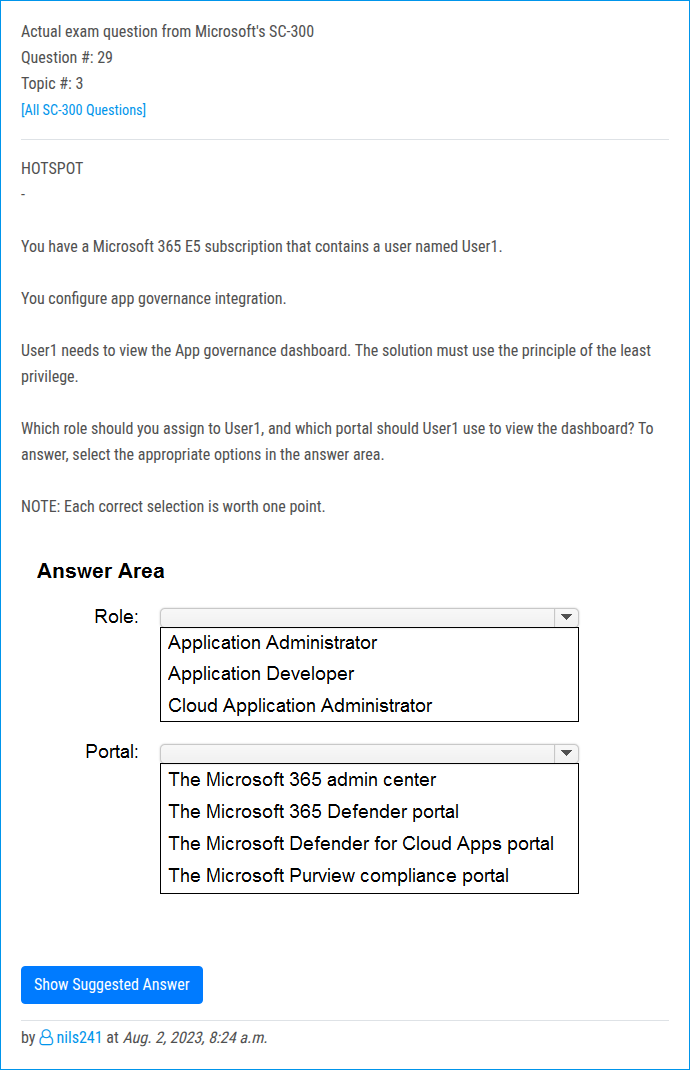 Actual exam question from Microsoft's SC-300
Question #: 29
Topic #: 3
[All SC-300 Questions]
HOTSPOT
-
You have a Microsoft 365 E5 subscription that contains a user named User1.
You configure app governance integration.
User1 needs to view the App governance dashboard. The solution must use the principle of the least
privilege.
Which role should you assign to User1, and which portal should User1 use to view the dashboard? To
answer, select the appropriate options in the answer area.
NOTE: Each correct selection is worth one point.
Answer Area
Role:
Application Administrator
Application Developer
Cloud Application Administrator
Portal:
The Microsoft 365 admin center
The Microsoft 365 Defender portal
The Microsoft Defender for Cloud Apps portal
The Microsoft Purview compliance portal
Show Suggested Answer
by nils241 at Aug. 2, 2023, 8:24 a.m.